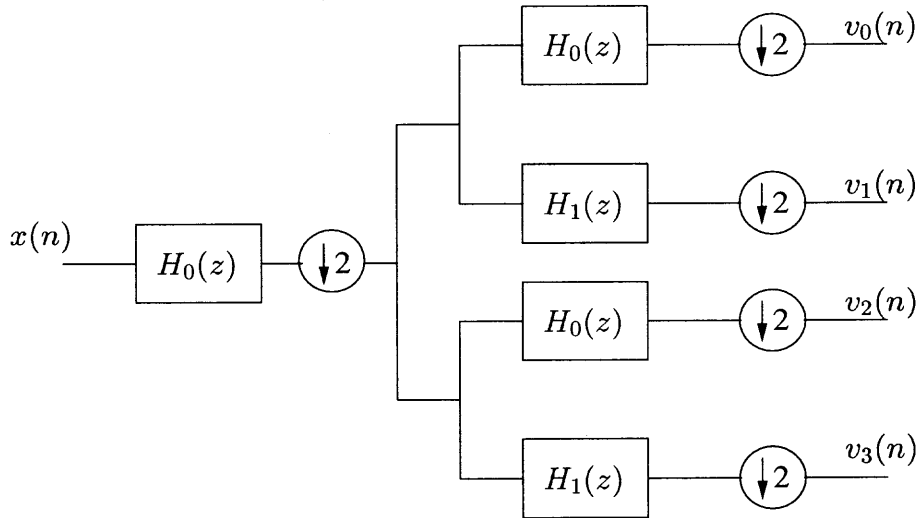 H₀(z) ↓2 v₀(n)
H₁(z) ↓2 v₁(n)
x(n) H₀(z) ↓2
H₀(z) ↓2 v₂(n)
H₁(z) ↓2 v₃(n)